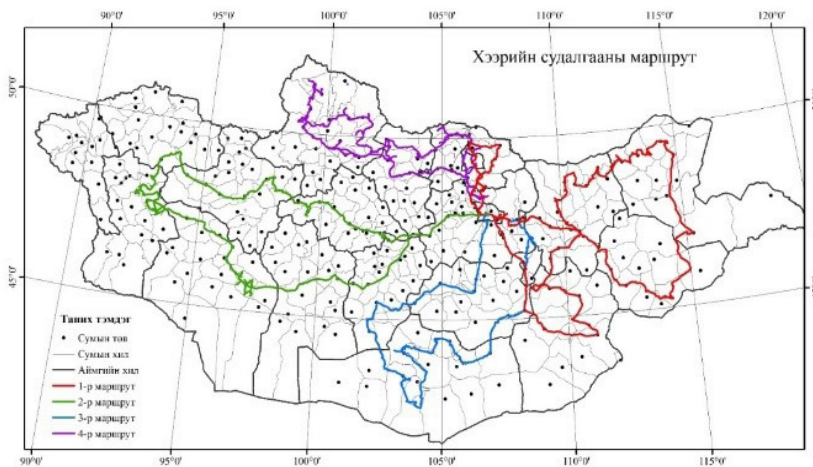 90°0' 95°0' 100°0' 105°0' 110°0' 115°0' 120°0'
Хээрийн судалгааны маршрут
50°0'
45°0'
Таних тэмдэг
Сумын төв
Сумын хил
Аймгийн хил
1-р маршрут
2-р маршрут
3-р маршрут
4-р маршрут
90°0' 95°0' 100°0' 105°0' 110°0' 115°0'